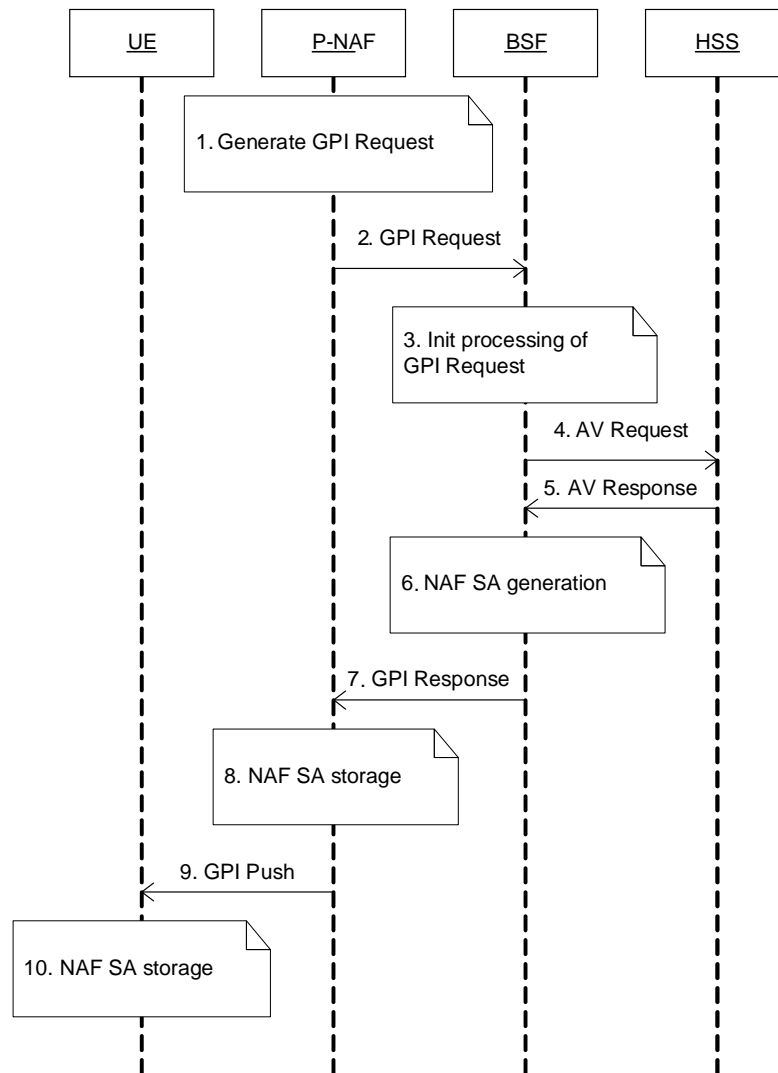 UE
P-NAF
BSF
HSS
1. Generate GPI Request
2. GPI Request
3. Init processing of
GPI Request
4. AV Request
5. AV Response
6. NAF SA generation
7. GPI Response
8. NAF SA storage
9. GPI Push
10. NAF SA storage